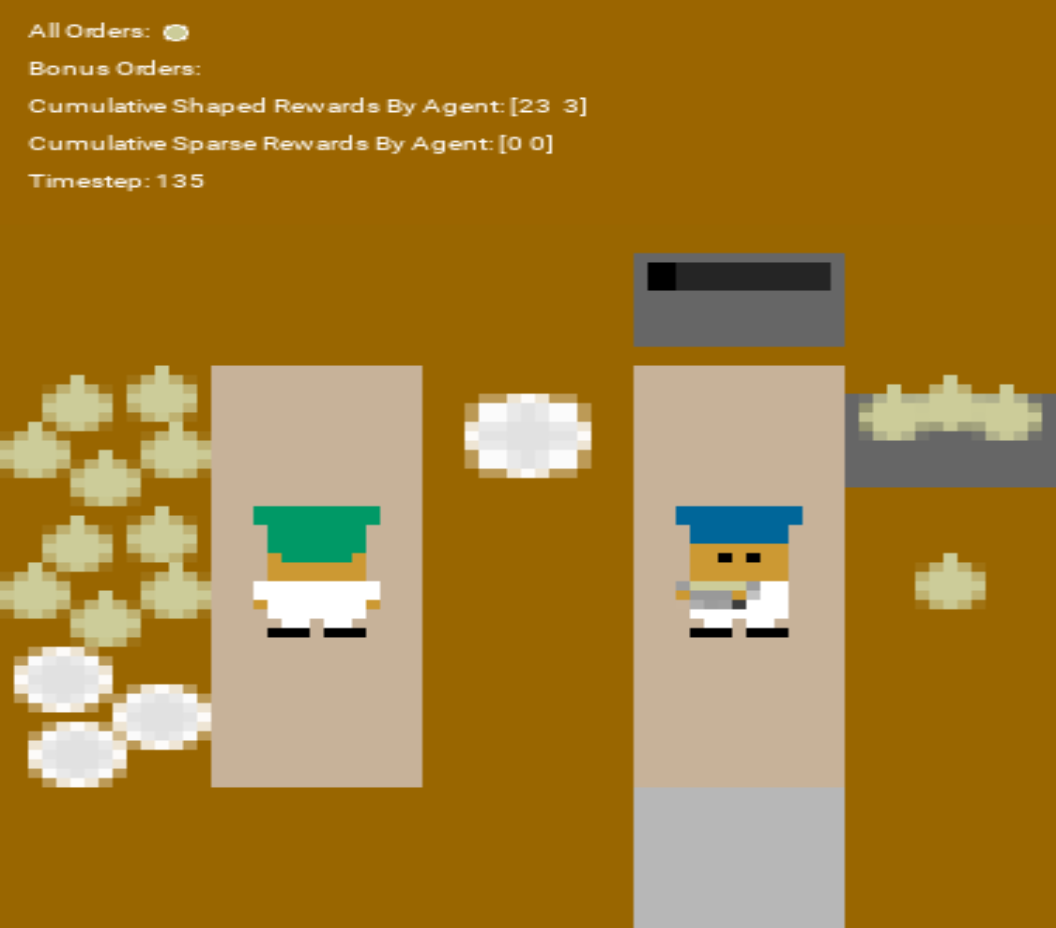 All Orders:
Bonus Orders:
Cumulative Shaped Rewards By Agent: [23 3]
Cumulative Sparse Rewards By Agent: [0 0]
Timestep: 135